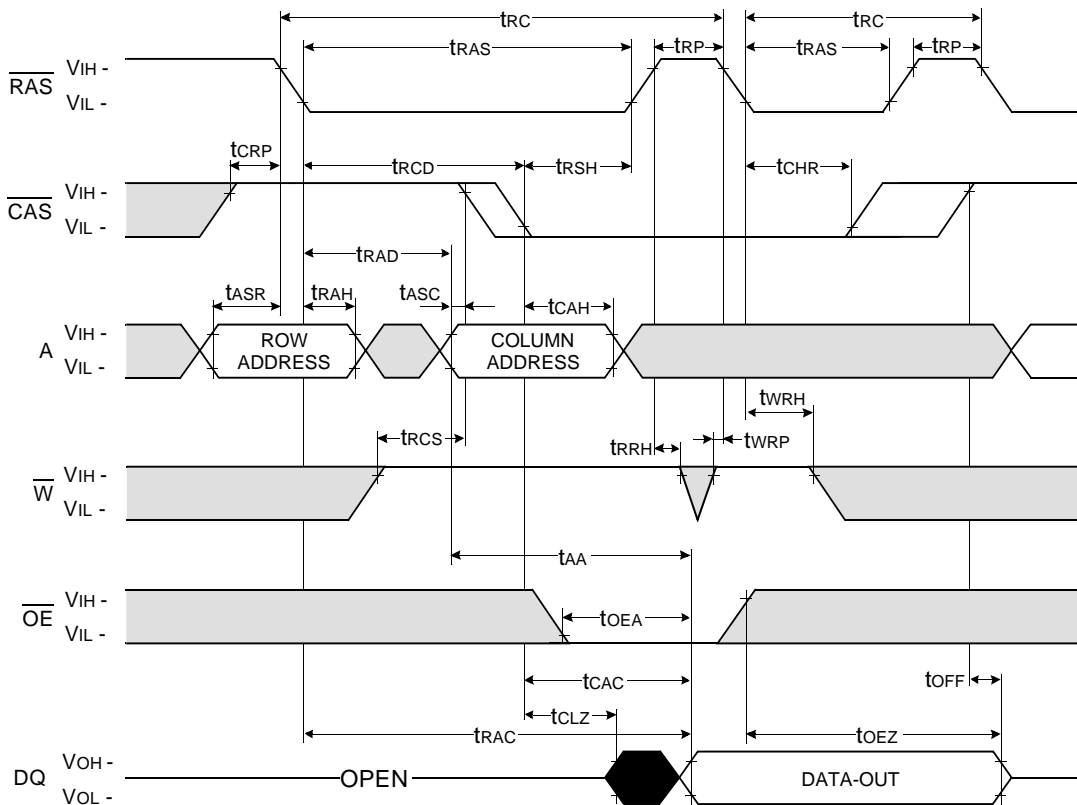 tRC tRC
tRAS tRP tRAS tRP
RAS VIH -
VIL -
tCRP tRCD tRSH tCHR
CAS VIH -
VIL -
tRAD
tASR tRAH tASC tCAH
A VIH -
VIL -
ROW
ADDRESS
COLUMN
ADDRESS
tWRH
tRCS tRRH tWRP
W VIH -
VIL -
tAA
OE VIH -
VIL -
tOEA
tCAC tOFF
tCLZ
tRAC tOEZ
DQ VOH -
VOL -
OPEN DATA-OUT